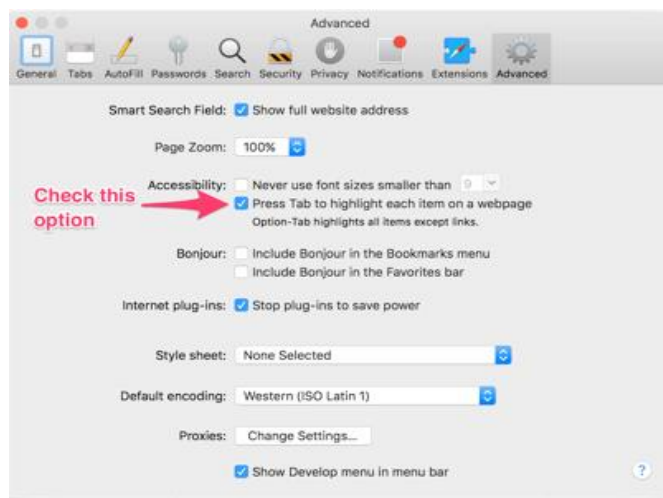 Advanced
General Tabs AutoFill Passwords Search Security Privacy Notifications Extensions Advanced
Smart Search Field: Show full website address
Page Zoom: 100%
Accessibility: Never use font sizes smaller than 9
Check this option
Press Tab to highlight each item on a webpage
Option-Tab highlights all items except links.
Bonjour: Include Bonjour in the Bookmarks menu
Include Bonjour in the Favorites bar
Internet plug-ins: Stop plug-ins to save power
Style sheet: None Selected
Default encoding: Western (ISO Latin 1)
Proxies: Change Settings...
Show Develop menu in menu bar
?